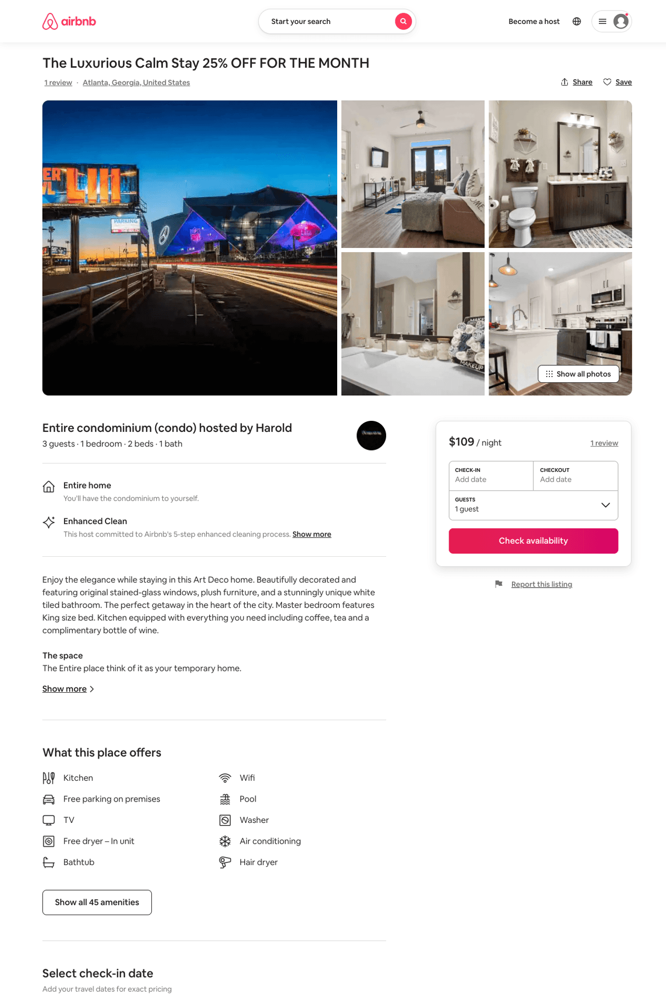 airbnb
Start your search
Become a host
The Luxurious Calm Stay 25% OFF FOR THE MONTH
1 review · Atlanta, Georgia, United States
Share
Save
LIII
PARKING
NFL
MAKEUP
Show all photos
Entire condominium (condo) hosted by Harold
3 guests · 1 bedroom · 2 beds · 1 bath
Entire home
You'll have the condominium to yourself.
Enhanced Clean
This host committed to Airbnb's 5-step enhanced cleaning process. Show more
Enjoy the elegance while staying in this Art Deco home. Beautifully decorated and
featuring original stained-glass windows, plush furniture, and a stunningly unique white
tiled bathroom. The perfect getaway in the heart of the city. Master bedroom features
King size bed. Kitchen equipped with everything you need including coffee, tea and a
complimentary bottle of wine.
The space
The Entire place think of it as your temporary home.
Show more
$109 / night
1 review
CHECK-IN
Add date
CHECKOUT
Add date
GUESTS
1 guest
Check availability
Report this listing
What this place offers
Kitchen
Wifi
Free parking on premises
Pool
TV
Washer
Free dryer – In unit
Air conditioning
Bathtub
Hair dryer
Show all 45 amenities
Select check-in date
Add your travel dates for exact pricing